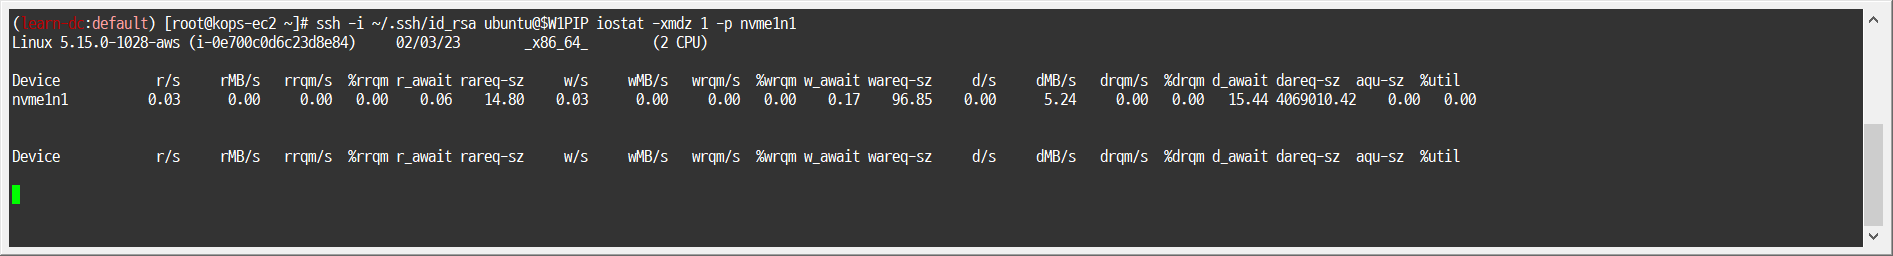 (learn-dc:default) [root@kops-ec2 ~]# ssh -i ~/.ssh/id_rsa ubuntu@$W1PIP iostat -xmdz 1 -p nvme1n1
Linux 5.15.0-1028-aws (i-0e700c0d6c23d8e84) 02/03/23 _x86_64_ (2 CPU)
Device r/s rMB/s rrqm/s %rrqm r_await rareq-sz w/s wMB/s wrqm/s %wrqm w_await wareq-sz d/s dMB/s drqm/s %drqm d_await dareq-sz aqu-sz %util
nvme1n1 0.03 0.00 0.00 0.00 0.06 14.80 0.03 0.00 0.00 0.00 0.17 96.85 0.00 5.24 0.00 0.00 15.44 4069010.42 0.00 0.00
Device r/s rMB/s rrqm/s %rrqm r_await rareq-sz w/s wMB/s wrqm/s %wrqm w_await wareq-sz d/s dMB/s drqm/s %drqm d_await dareq-sz aqu-sz %util